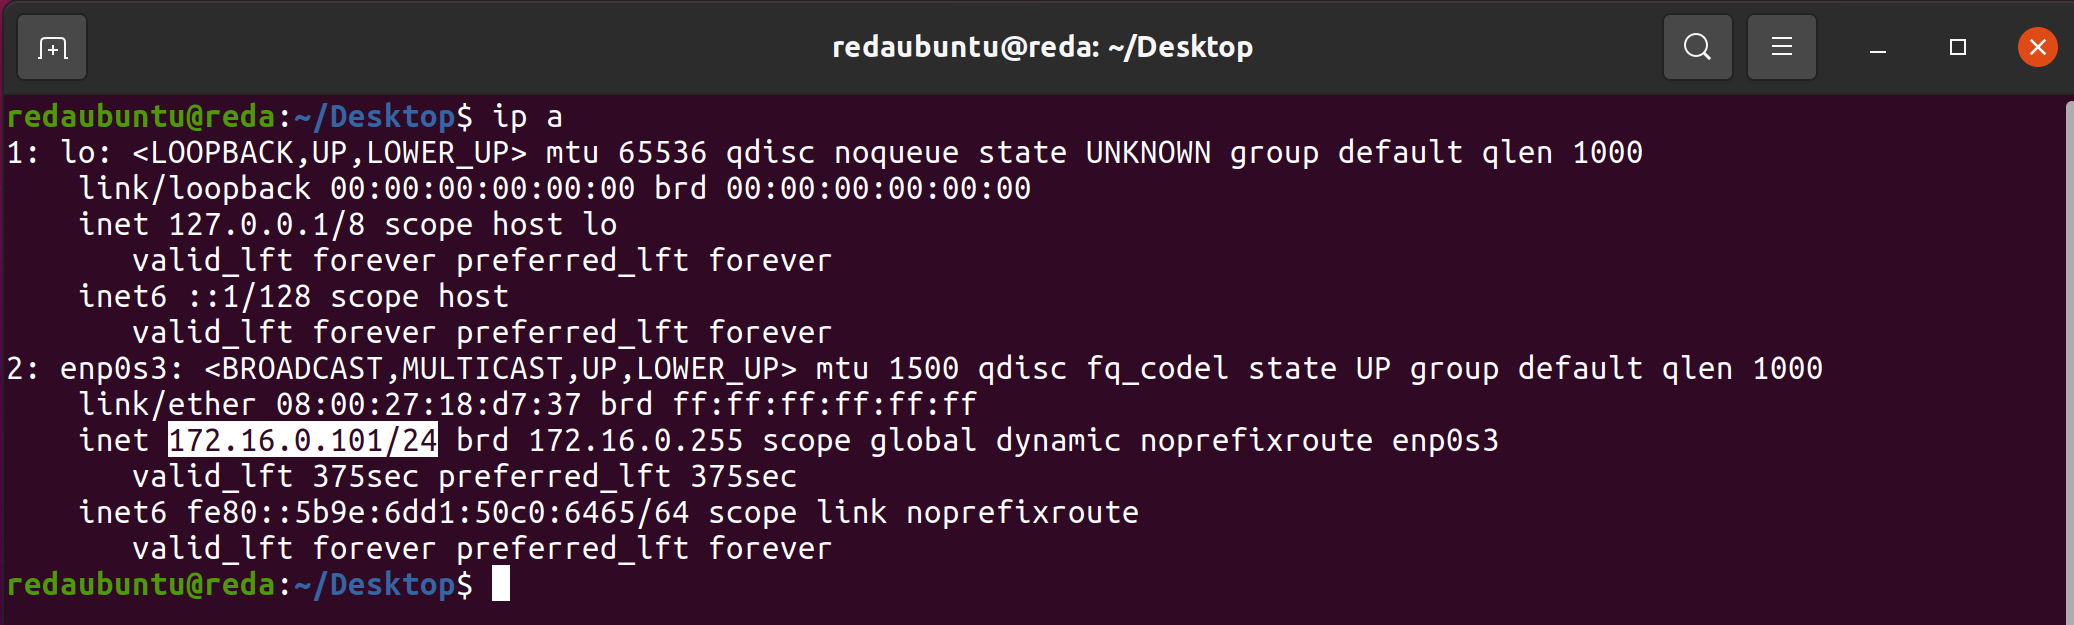 redaubuntu@reda: ~/Desktop
redaubuntu@reda:~/Desktop$ ip a
1: lo: <LOOPBACK,UP,LOWER_UP> mtu 65536 qdisc noqueue state UNKNOWN group default qlen 1000
    link/loopback 00:00:00:00:00:00 brd 00:00:00:00:00:00
    inet 127.0.0.1/8 scope host lo
       valid_lft forever preferred_lft forever
    inet6 ::1/128 scope host
       valid_lft forever preferred_lft forever
2: enp0s3: <BROADCAST,MULTICAST,UP,LOWER_UP> mtu 1500 qdisc fq_codel state UP group default qlen 1000
    link/ether 08:00:27:18:d7:37 brd ff:ff:ff:ff:ff:ff
    inet 172.16.0.101/24 brd 172.16.0.255 scope global dynamic noprefixroute enp0s3
       valid_lft 375sec preferred_lft 375sec
    inet6 fe80::5b9e:6dd1:50c0:6465/64 scope link noprefixroute
       valid_lft forever preferred_lft forever
redaubuntu@reda:~/Desktop$